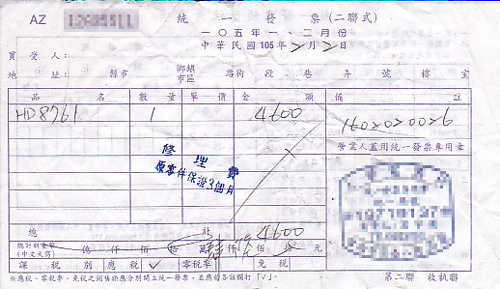 AZ
統一發票(二聯式)
一〇五年一、二月份
中華民國105年2月2日
買受人：
地址： 縣市 鄉鎮市區 路街 段 巷 弄 號 樓 室
品名 數量 單價 金額 備註
HD8761 1 4600
營業人蓋用統一發票專用章
修理費
原零件保證3個月
總計 4600
總計新臺幣
(中文大寫) 億 仟 佰 拾 萬 仟 佰 拾 元
課稅別 應稅 ✓ 零稅率 免稅
※應稅、零稅率、免稅之銷售額應分別開立統一發票，並應於各該欄打「✓」。
第二聯 收執聯